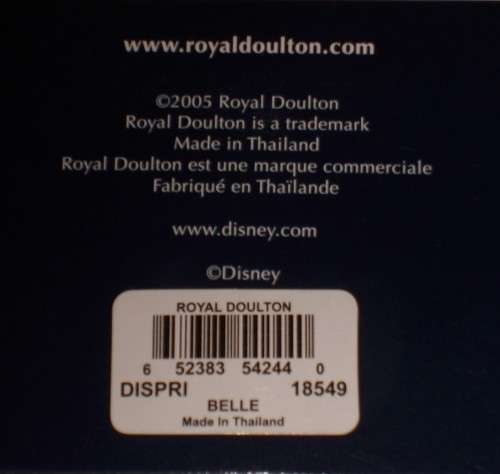 www.royaldoulton.com
©2005 Royal Doulton
Royal Doulton is a trademark
Made in Thailand
Royal Doulton est une marque commerciale
Fabriqué en Thaïlande
www.disney.com
©Disney
ROYAL DOULTON
6 52383 54244 0
DISPRI 18549
BELLE
Made In Thailand